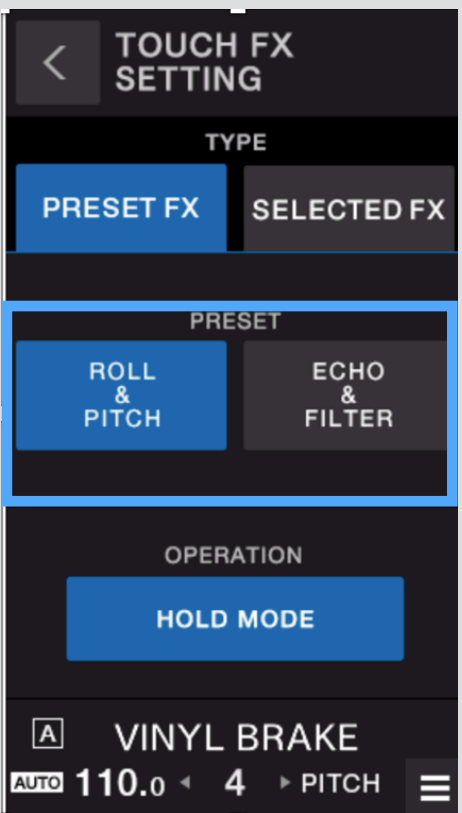 TOUCH FX
SETTING
TYPE
PRESET FX
SELECTED FX
PRESET
ROLL
&
PITCH
ECHO
&
FILTER
OPERATION
HOLD MODE
A VINYL BRAKE
AUTO 110.0 4 PITCH